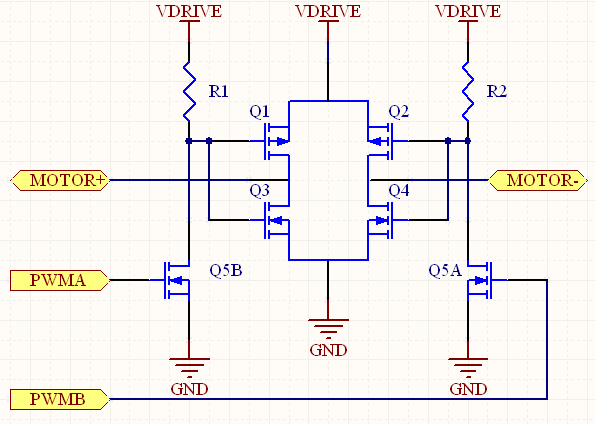 VDRIVE VDRIVE VDRIVE
R1 R2
Q1 Q2
MOTOR+ MOTOR-
Q3 Q4
PWMA Q5B Q5A
GND
GND GND
PWMB